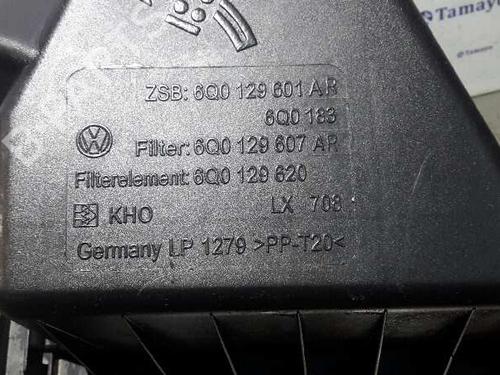 Tamayo
ZSB: 6Q0 129 601 AR
6Q0 183
Filter: 6Q0 129 607 AR
Filterelement: 6Q0 129 620
KHO LX 708
Germany LP 1279 >PP-T20<